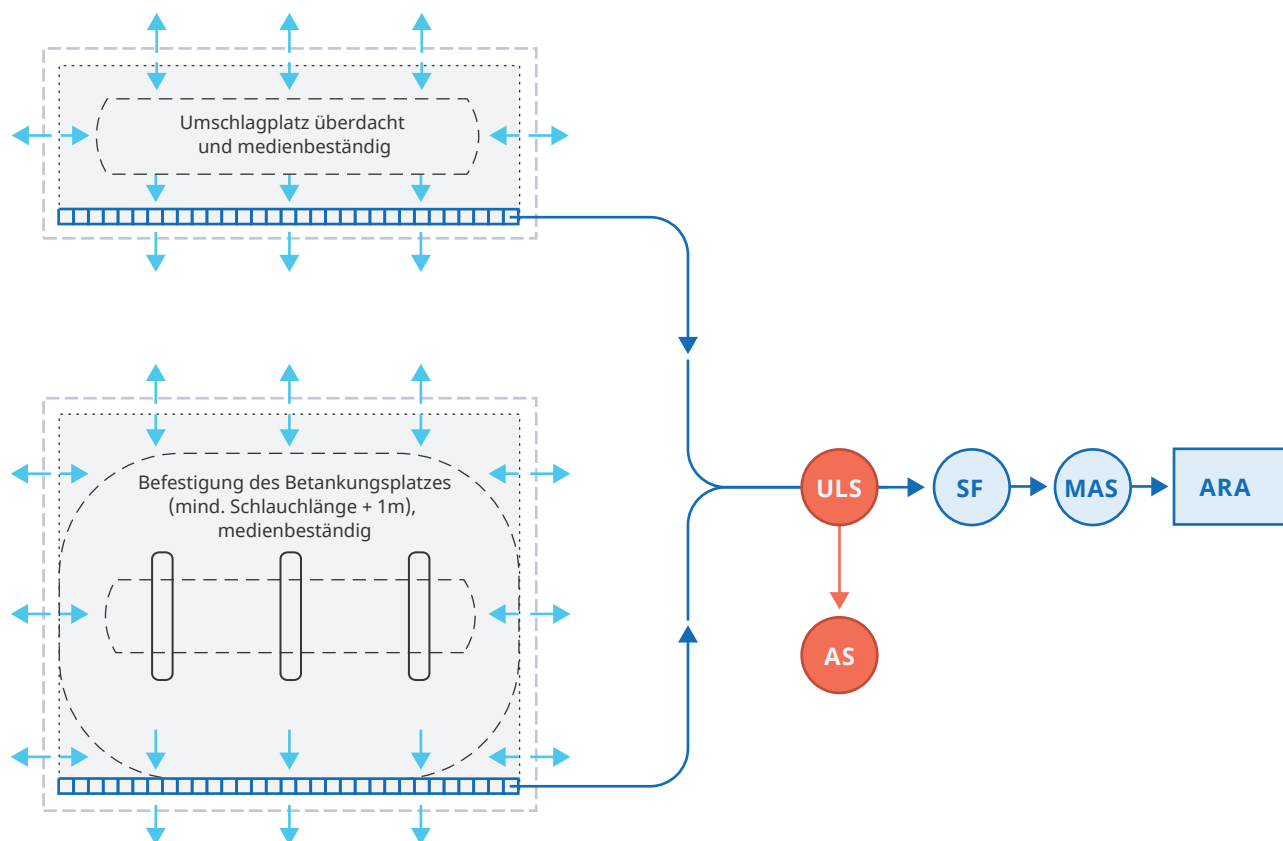 Umschlagplatz überdacht
und medienbeständig
Befestigung des Betankungsplatzes
(mind. Schlauchlänge + 1m),
medienbeständig
ULS
SF
MAS
ARA
AS